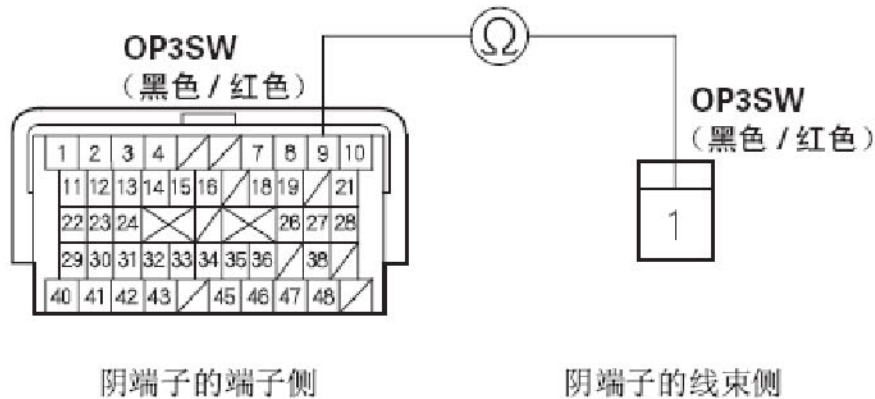 OP3SW
(黑色 / 红色)
Ω
OP3SW
(黑色 / 红色)
1 2 3 4 7 8 9 10
11 12 13 14 15 16 18 19 21
22 23 24 26 27 28
29 30 31 32 33 34 35 36 38
40 41 42 43 45 46 47 48
1
阴端子的端子侧
阴端子的线束侧